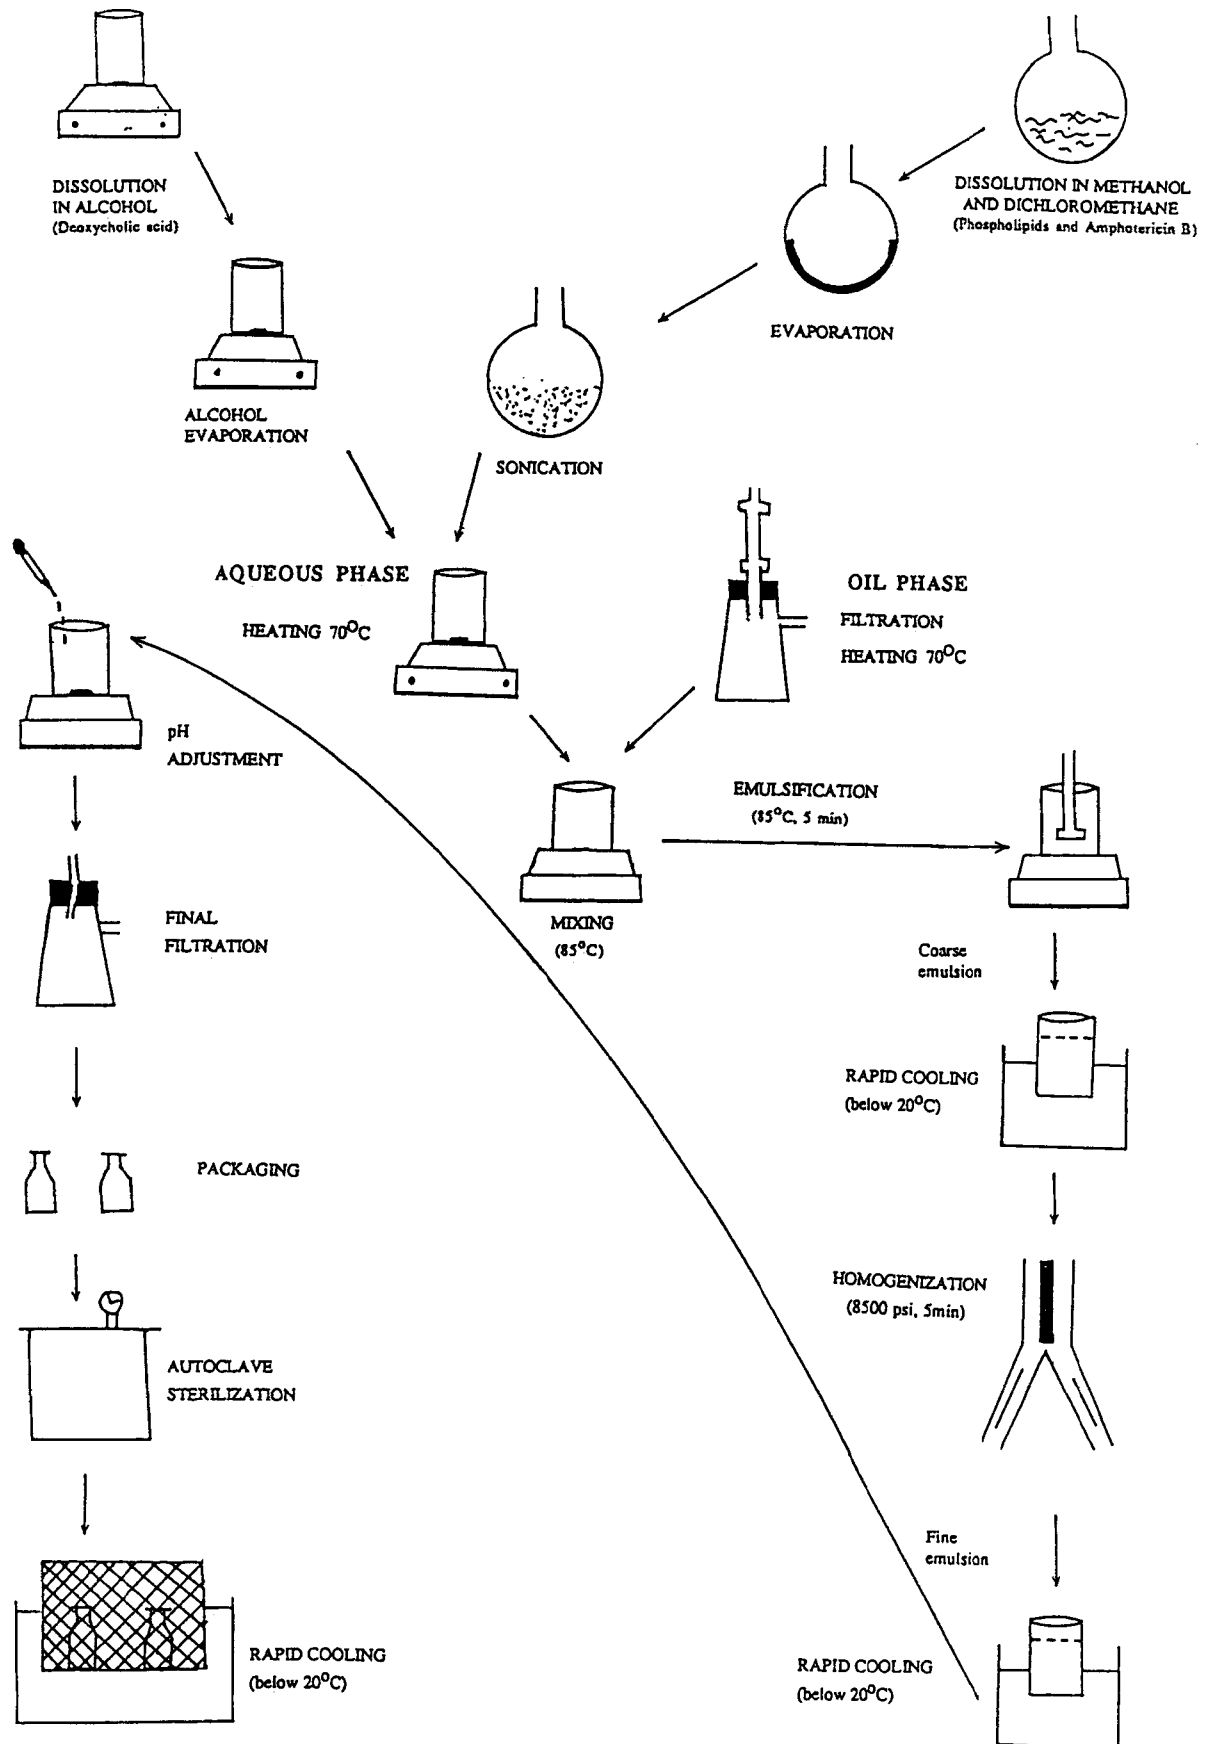 DISSOLUTION
IN ALCOHOL
(Deoxycholic acid)
DISSOLUTION IN METHANOL
AND DICHLOROMETHANE
(Phospholipids and Amphotericin B)
EVAPORATION
ALCOHOL
EVAPORATION
SONICATION
AQUEOUS PHASE
HEATING 70°C
OIL PHASE
FILTRATION
HEATING 70°C
MIXING
(85°C)
EMULSIFICATION
(85°C, 5 min)
Coarse
emulsion
RAPID COOLING
(below 20°C)
HOMOGENIZATION
(8500 psi, 5min)
Fine
emulsion
RAPID COOLING
(below 20°C)
pH
ADJUSTMENT
FINAL
FILTRATION
PACKAGING
AUTOCLAVE
STERILIZATION
RAPID COOLING
(below 20°C)